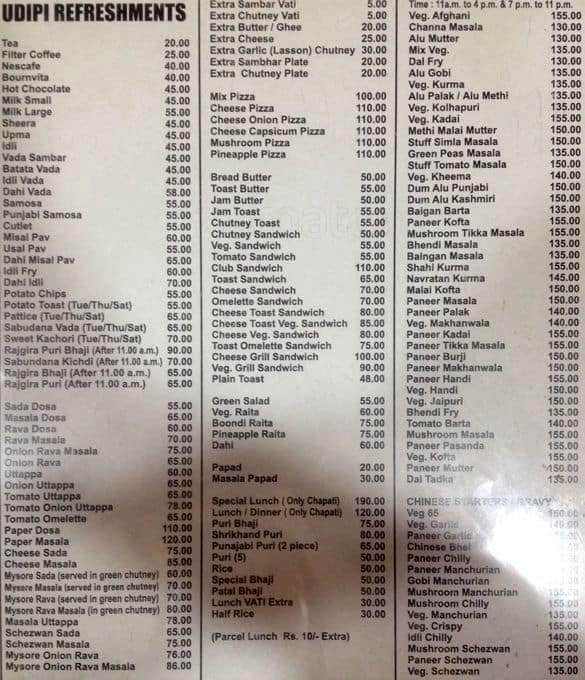 UDIPI REFRESHMENTS
Tea 20.00
Filter Coffee 25.00
Nescafe 40.00
Bournvita 40.00
Hot Chocolate 45.00
Milk Small 45.00
Milk Large 55.00
Sheera 45.00
Upma 45.00
Idli 45.00
Vada Sambar 45.00
Batata Vada 45.00
Idli Vada 45.00
Dahi Vada 58.00
Samosa 55.00
Punjabi Samosa 55.00
Cutlet 55.00
Misal Pav 60.00
Usal Pav 55.00
Dahi Misal Pav 65.00
Idli Fry 60.00
Dahi Idli 70.00
Potato Chips 55.00
Potato Toast (Tue/Thu/Sat) 55.00
Pattice (Tue/Thu/Sat) 65.00
Sabudana Vada (Tue/Thu/Sat) 65.00
Sweet Kachori (Tue/Thu/Sat) 70.00
Rajgira Puri Bhaji (After 11.00 a.m.) 90.00
Sabundana Kichdi (After 11.00 a.m.) 70.00
Rajgira Bhaji (After 11.00 a.m.) 65.00
Rajgira Puri (After 11.00 a.m.) 65.00
Sada Dosa 55.00
Masala Dosa 65.00
Rava Dosa 60.00
Rava Masala 70.00
Onion Rava Masala 75.00
Onion Rava 65.00
Uttappa 60.00
Onion Uttappa 65.00
Tomato Uttappa 65.00
Tomato Onion Uttappa 78.00
Tomato Omelette 65.00
Paper Dosa 110.00
Paper Masala 120.00
Cheese Sada 75.00
Cheese Masala 85.00
Mysore Sada (served in green chutney) 60.00
Mysore Masala (served in green chutney) 70.00
Mysore Rava (served in green chutney) 70.00
Mysore Rava Masala (in green chutney) 80.00
Masala Uttappa 78.00
Schezwan Sada 65.00
Schezwan Masala 75.00
Mysore Onion Rava 76.00
Mysore Onion Rava Masala 86.00
Extra Sambar Vati 5.00
Extra Chutney Vati 5.00
Extra Butter / Ghee 20.00
Extra Cheese 25.00
Extra Garlic (Lasson) Chutney 30.00
Extra Sambhar Plate 20.00
Extra Chutney Plate 20.00
Mix Pizza 100.00
Cheese Pizza 110.00
Cheese Onion Pizza 110.00
Cheese Capsicum Pizza 110.00
Mushroom Pizza 110.00
Pineapple Pizza 110.00
Bread Butter 50.00
Toast Butter 55.00
Jam Butter 50.00
Jam Toast 55.00
Chutney Toast 55.00
Chutney Sandwich 50.00
Veg. Sandwich 55.00
Tomato Sandwich 55.00
Club Sandwich 110.00
Toast Sandwich 65.00
Cheese Sandwich 70.00
Omelette Sandwich 70.00
Cheese Toast Sandwich 80.00
Cheese Toast Veg. Sandwich 85.00
Cheese Veg. Sandwich 80.00
Toast Omelette Sandwich 75.00
Cheese Grill Sandwich 100.00
Veg. Grill Sandwich 90.00
Plain Toast 48.00
Green Salad 55.00
Veg. Raita 60.00
Boondi Raita 75.00
Pineapple Raita 75.00
Dahi 60.00
Papad 20.00
Masala Papad 30.00
Special Lunch ( Only Chapati) 190.00
Lunch / Dinner ( Only Chapati) 120.00
Puri Bhaji 75.00
Shrikhand Puri 80.00
Punajabi Puri (2 piece) 65.00
Puri (5) 50.00
Rice 50.00
Special Bhaji 50.00
Patal Bhaji 50.00
Lunch VATI Extra 30.00
Half Rice 30.00
(Parcel Lunch Rs. 10/- Extra)
Time : 11a.m. to 4 p.m. & 7 p.m. to 11 p.m.
Veg. Afghani 155.00
Channa Masala 130.00
Alu Mutter 130.00
Mix Veg. 135.00
Dal Fry 130.00
Alu Gobi 135.00
Veg. Kurma 135.00
Alu Palak / Alu Methi 135.00
Veg. Kolhapuri 135.00
Veg. Kadai 155.00
Methi Malai Mutter 150.00
Stuff Simla Masala 150.00
Green Peas Masala 135.00
Stuff Tomato Masala 150.00
Veg. Kheema 140.00
Dum Alu Punjabi 150.00
Dum Alu Kashmiri 150.00
Baigan Barta 135.00
Paneer Kofta 155.00
Mushroom Tikka Masala 155.00
Bhendi Masala 135.00
Baingan Masala 135.00
Shahi Kurma 155.00
Navratan Kurma 145.00
Malai Kofta 155.00
Paneer Masala 150.00
Paneer Palak 140.00
Veg. Makhanwala 140.00
Paneer Kadai 155.00
Paneer Tikka Masala 155.00
Paneer Burji 150.00
Paneer Makhanwala 150.00
Paneer Handi 155.00
Veg. Handi 150.00
Veg. Jaipuri 150.00
Bhendi Fry 135.00
Tomato Barta 140.00
Mushroom Masala 155.00
Paneer Pasanda 155.00
Veg. Kofta 155.00
Paneer Mutter 150.00
Dal Tadka 135.00
CHINESE STARTERS / GRAVY
Veg 65 150.00
Veg. Garlic
Paneer Garlic
Chinese Bhel
Paneer Chilly
Paneer Manchurian
Gobi Manchurian
Mushroom Manchurian 155.00
Mushroom Chilly 155.00
Veg. Manchurian 135.00
Veg. Crispy 155.00
Idli Chilly 140.00
Mushroom Schezwan 155.00
Paneer Schezwan 155.00
Veg. Schezwan 135.00